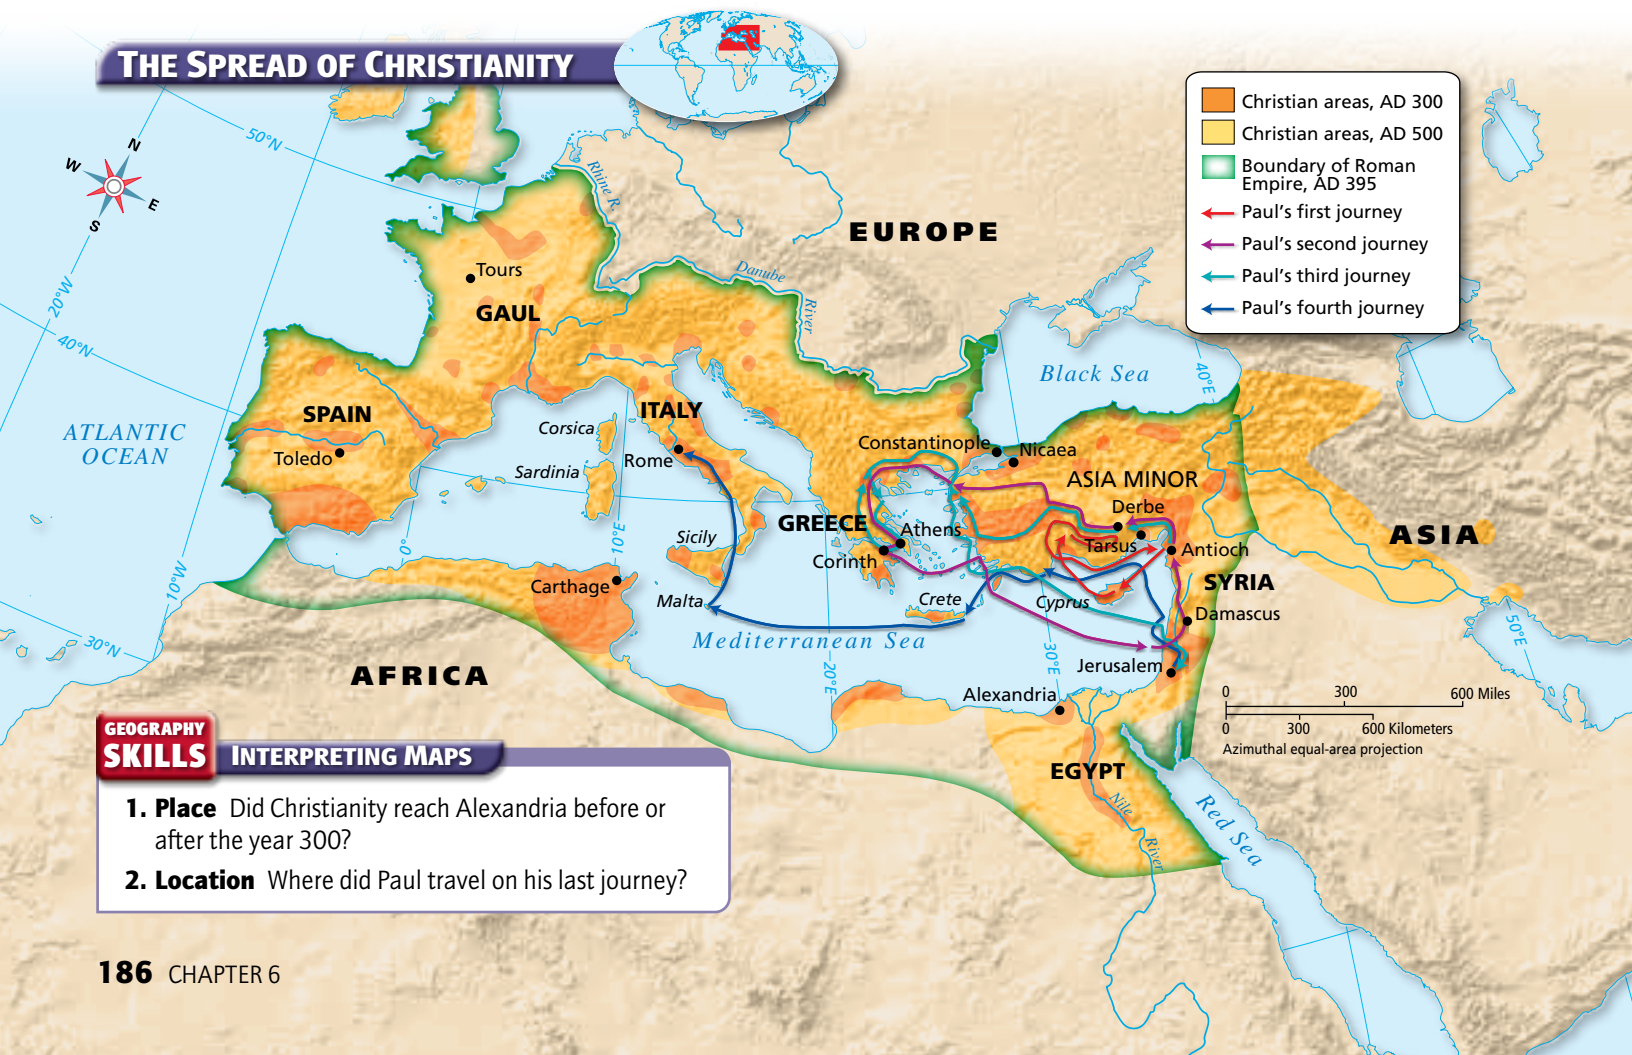 THE SPREAD OF CHRISTIANITY
Christian areas, AD 300
Christian areas, AD 500
Boundary of Roman
Empire, AD 395
Paul's first journey
Paul's second journey
Paul's third journey
Paul's fourth journey
N
W
E
S
50°N
20°W
40°N
10°W
30°N
0°
10°E
20°E
30°E
40°E
50°E
ATLANTIC
OCEAN
EUROPE
Rhine R.
Danube
River
Tours
GAUL
SPAIN
Toledo
Corsica
Sardinia
ITALY
Rome
Sicily
Malta
Carthage
AFRICA
Black Sea
Constantinople
Nicaea
ASIA MINOR
Derbe
Tarsus
Antioch
ASIA
GREECE
Athens
Corinth
Crete
Cyprus
SYRIA
Damascus
Mediterranean Sea
Jerusalem
Alexandria
EGYPT
Nile
River
Red Sea
0 300 600 Miles
0 300 600 Kilometers
Azimuthal equal-area projection
GEOGRAPHY
SKILLS
INTERPRETING MAPS
1. Place Did Christianity reach Alexandria before or
after the year 300?
2. Location Where did Paul travel on his last journey?
186 CHAPTER 6